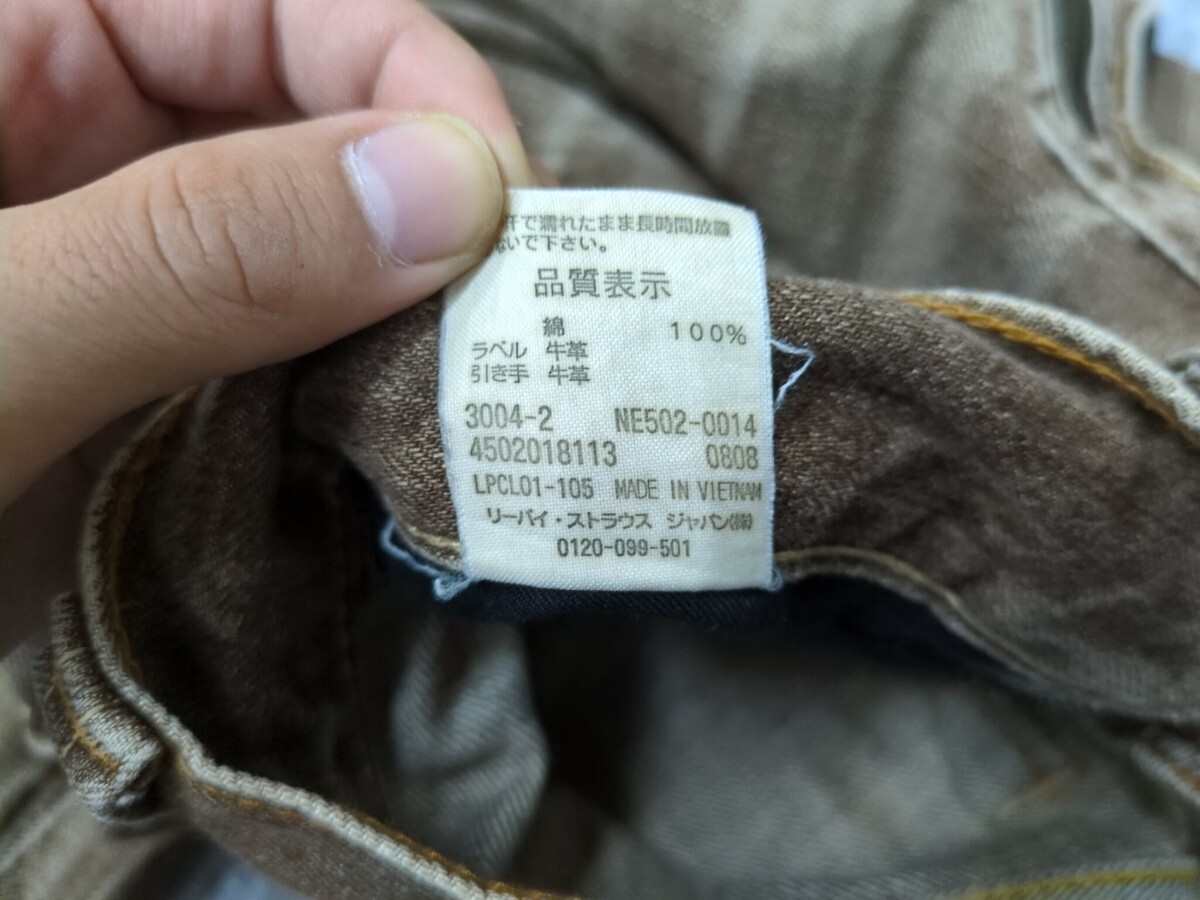 汗で濡れたまま長時間放置
ないで下さい。
品質表示
綿 100%
ラベル 牛革
引き手 牛革
3004-2 NE502-0014
4502018113 0808
LPCL01-105 MADE IN VIETNAM
リーバイ・ストラウス ジャパン(株)
0120-099-501